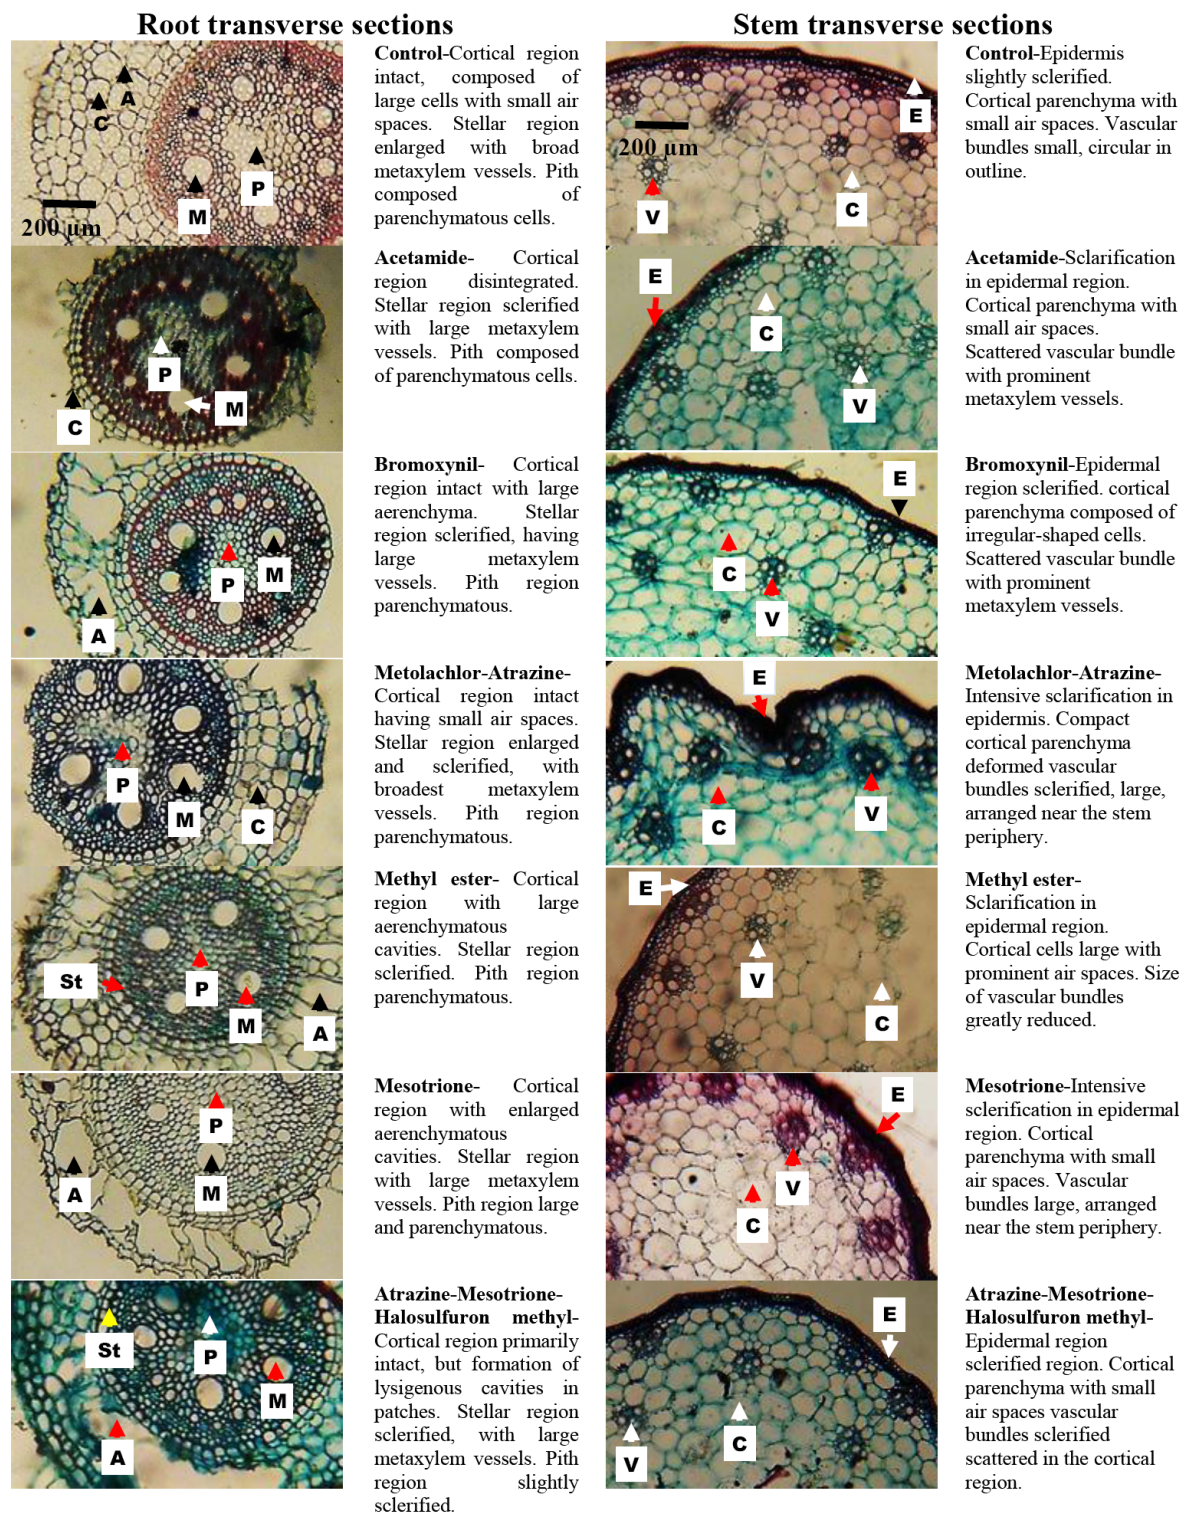 Root transverse sections
Stem transverse sections
A
C
P
M
200 µm
Control-Cortical region
intact, composed of
large cells with small air
spaces. Stellar region
enlarged with broad
metaxylem vessels. Pith
composed of
parenchymatous cells.
E
200 µm
V
C
Control-Epidermis
slightly sclerified.
Cortical parenchyma with
small air spaces. Vascular
bundles small, circular in
outline.
P
M
C
Acetamide- Cortical
region disintegrated.
Stellar region sclerified
with large metaxylem
vessels. Pith composed
of parenchymatous cells.
E
C
V
Acetamide-Sclarification
in epidermal region.
Cortical parenchyma with
small air spaces.
Scattered vascular bundle
with prominent
metaxylem vessels.
P
M
A
Bromoxynil- Cortical
region intact with large
aerenchyma. Stellar
region sclerified, having
large metaxylem
vessels. Pith region
parenchymatous.
E
C
V
Bromoxynil-Epidermal
region sclerified. cortical
parenchyma composed of
irregular-shaped cells.
Scattered vascular bundle
with prominent
metaxylem vessels.
P
M
C
Metolachlor-Atrazine-
Cortical region intact
having small air spaces.
Stellar region enlarged
and sclerified, with
broadest metaxylem
vessels. Pith region
parenchymatous.
E
C
V
Metolachlor-Atrazine-
Intensive sclarification in
epidermis. Compact
cortical parenchyma
deformed vascular
bundles sclerified, large,
arranged near the stem
periphery.
St
P
M
A
Methyl ester- Cortical
region with large
aerenchymatous
cavities. Stellar region
sclerified. Pith region
parenchymatous.
E
V
C
Methyl ester-
Sclarification in
epidermal region.
Cortical cells large with
prominent air spaces. Size
of vascular bundles
greatly reduced.
P
A
M
Mesotrione- Cortical
region with enlarged
aerenchymatous
cavities. Stellar region
with large metaxylem
vessels. Pith region large
and parenchymatous.
E
V
C
Mesotrione-Intensive
sclerification in epidermal
region. Cortical
parenchyma with small
air spaces. Vascular
bundles large, arranged
near the stem periphery.
St
P
M
A
Atrazine-Mesotrione-
Halosulfuron methyl-
Cortical region primarily
intact, but formation of
lysigenous cavities in
patches. Stellar region
sclerified, with large
metaxylem vessels. Pith
region slightly
sclerified.
E
C
V
Atrazine-Mesotrione-
Halosulfuron methyl-
Epidermal region
sclerified region. Cortical
parenchyma with small
air spaces vascular
bundles sclerified
scattered in the cortical
region.